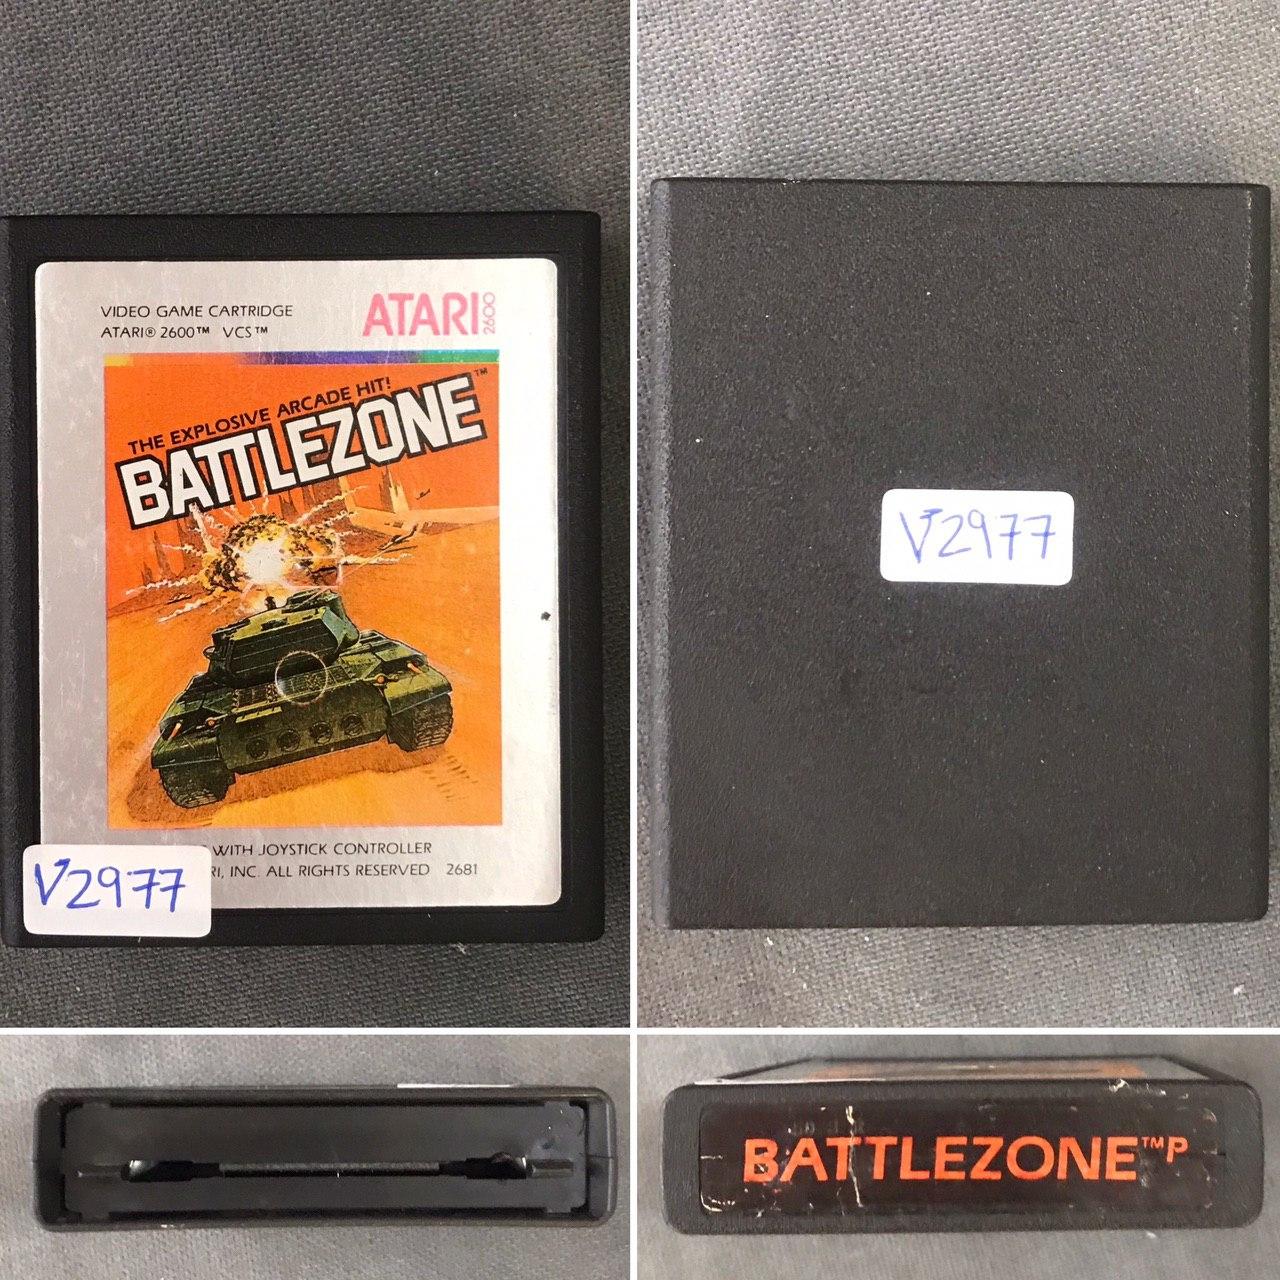 VIDEO GAME CARTRIDGE
ATARI® 2600™ VCS™
ATARI 2600
THE EXPLOSIVE ARCADE HIT!
BATTLEZONE™
WITH JOYSTICK CONTROLLER
RI, INC. ALL RIGHTS RESERVED 2681
V2977
V2977
BATTLEZONE™P